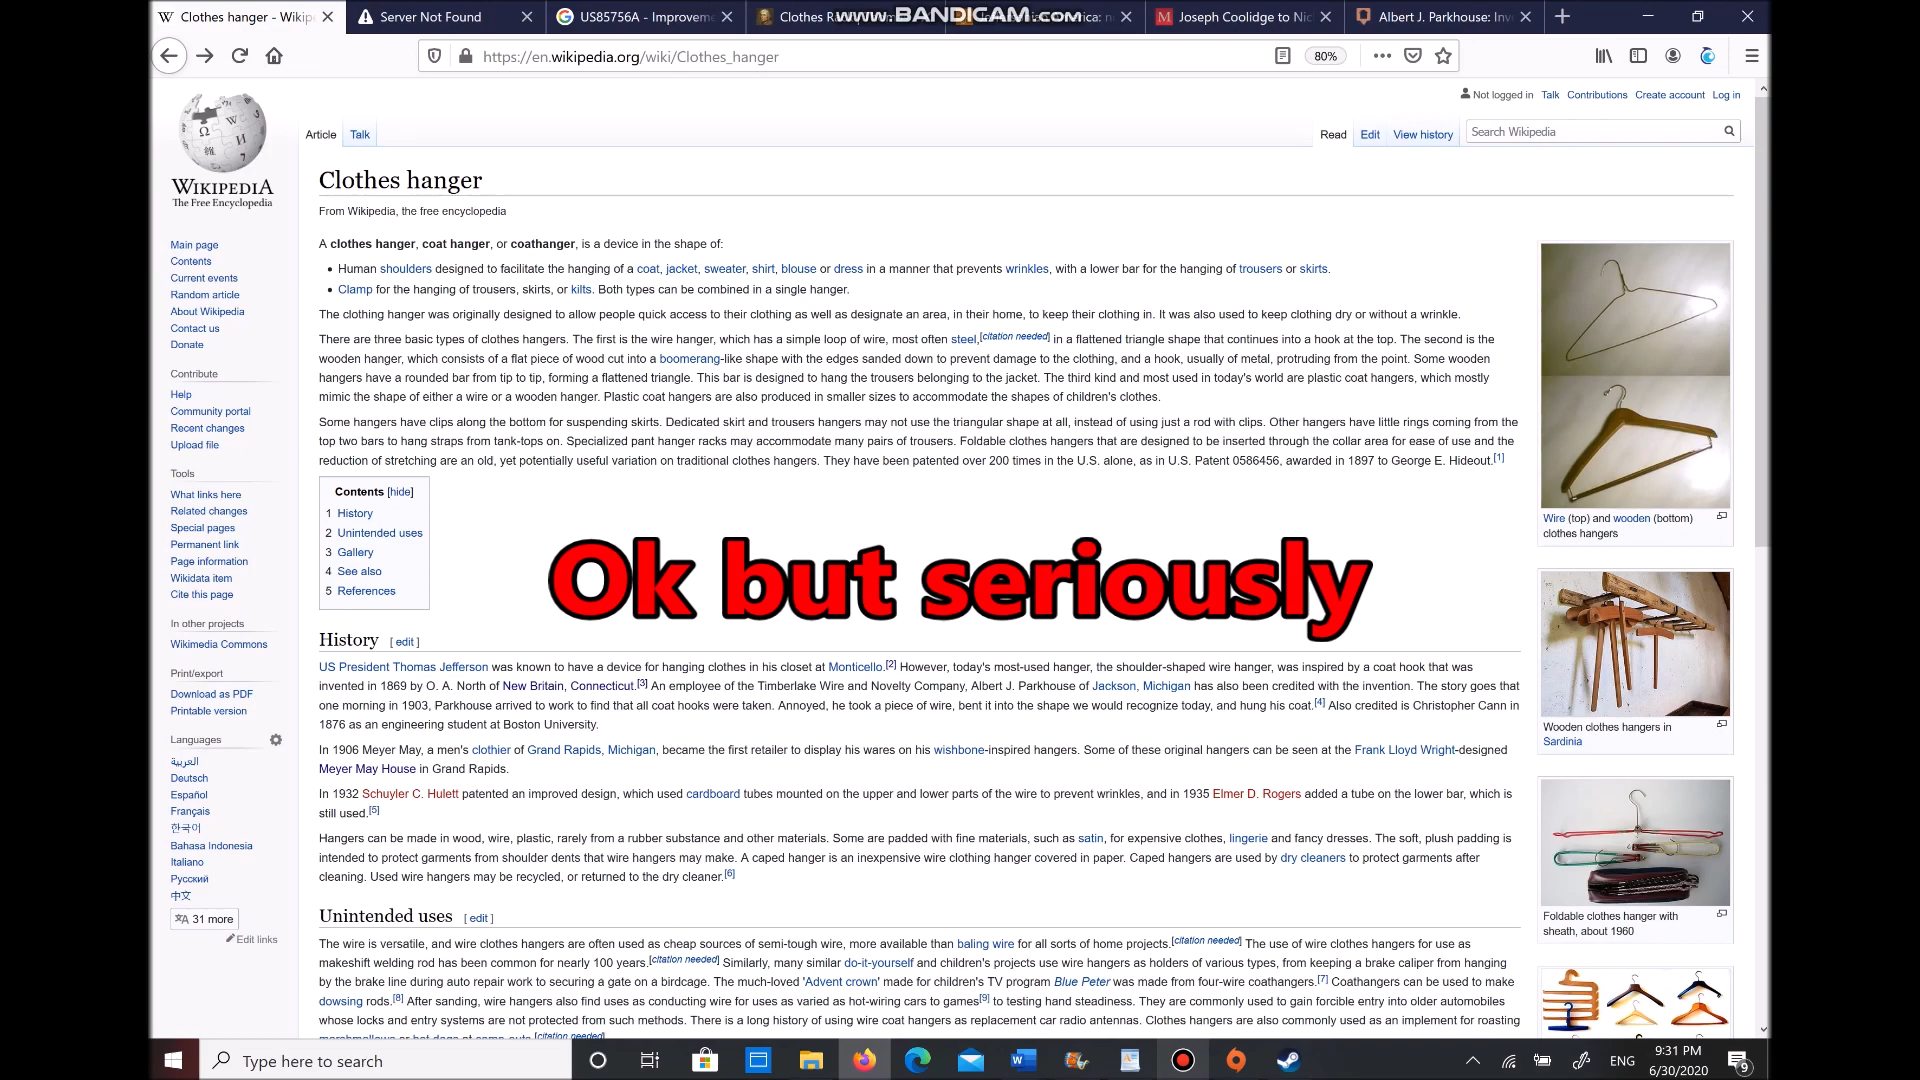 Clothes hanger - Wikip
Server Not Found
US85756A - Improveme
Clothes R
www.BANDICAM.com
Joseph Coolidge to Nic
Albert J. Parkhouse: Inv
https://en.wikipedia.org/wiki/Clothes_hanger
80%
Not logged in Talk Contributions Create account Log in
Article Talk
Read Edit View history
Search Wikipedia
WIKIPEDIA
The Free Encyclopedia
Main page
Contents
Current events
Random article
About Wikipedia
Contact us
Donate
Contribute
Help
Community portal
Recent changes
Upload file
Tools
What links here
Related changes
Special pages
Permanent link
Page information
Wikidata item
Cite this page
In other projects
Wikimedia Commons
Print/export
Download as PDF
Printable version
Languages
العربية
Deutsch
Español
Français
한국어
Bahasa Indonesia
Italiano
Русский
中文
31 more
Edit links
Clothes hanger
From Wikipedia, the free encyclopedia
A clothes hanger, coat hanger, or coathanger, is a device in the shape of:
• Human shoulders designed to facilitate the hanging of a coat, jacket, sweater, shirt, blouse or dress in a manner that prevents wrinkles, with a lower bar for the hanging of trousers or skirts.
• Clamp for the hanging of trousers, skirts, or kilts. Both types can be combined in a single hanger.
The clothing hanger was originally designed to allow people quick access to their clothing as well as designate an area, in their home, to keep their clothing in. It was also used to keep clothing dry or without a wrinkle.
There are three basic types of clothes hangers. The first is the wire hanger, which has a simple loop of wire, most often steel,[citation needed] in a flattened triangle shape that continues into a hook at the top. The second is the
wooden hanger, which consists of a flat piece of wood cut into a boomerang-like shape with the edges sanded down to prevent damage to the clothing, and a hook, usually of metal, protruding from the point. Some wooden
hangers have a rounded bar from tip to tip, forming a flattened triangle. This bar is designed to hang the trousers belonging to the jacket. The third kind and most used in today's world are plastic coat hangers, which mostly
mimic the shape of either a wire or a wooden hanger. Plastic coat hangers are also produced in smaller sizes to accommodate the shapes of children's clothes.
Some hangers have clips along the bottom for suspending skirts. Dedicated skirt and trousers hangers may not use the triangular shape at all, instead of using just a rod with clips. Other hangers have little rings coming from the
top two bars to hang straps from tank-tops on. Specialized pant hanger racks may accommodate many pairs of trousers. Foldable clothes hangers that are designed to be inserted through the collar area for ease of use and the
reduction of stretching are an old, yet potentially useful variation on traditional clothes hangers. They have been patented over 200 times in the U.S. alone, as in U.S. Patent 0586456, awarded in 1897 to George E. Hideout.[1]
Contents [hide]
1 History
2 Unintended uses
3 Gallery
4 See also
5 References
Ok but seriously
History [ edit ]
US President Thomas Jefferson was known to have a device for hanging clothes in his closet at Monticello.[2] However, today's most-used hanger, the shoulder-shaped wire hanger, was inspired by a coat hook that was
invented in 1869 by O. A. North of New Britain, Connecticut.[3] An employee of the Timberlake Wire and Novelty Company, Albert J. Parkhouse of Jackson, Michigan has also been credited with the invention. The story goes that
one morning in 1903, Parkhouse arrived to work to find that all coat hooks were taken. Annoyed, he took a piece of wire, bent it into the shape we would recognize today, and hung his coat.[4] Also credited is Christopher Cann in
1876 as an engineering student at Boston University.
In 1906 Meyer May, a men's clothier of Grand Rapids, Michigan, became the first retailer to display his wares on his wishbone-inspired hangers. Some of these original hangers can be seen at the Frank Lloyd Wright-designed
Meyer May House in Grand Rapids.
In 1932 Schuyler C. Hulett patented an improved design, which used cardboard tubes mounted on the upper and lower parts of the wire to prevent wrinkles, and in 1935 Elmer D. Rogers added a tube on the lower bar, which is
still used.[5]
Hangers can be made in wood, wire, plastic, rarely from a rubber substance and other materials. Some are padded with fine materials, such as satin, for expensive clothes, lingerie and fancy dresses. The soft, plush padding is
intended to protect garments from shoulder dents that wire hangers may make. A caped hanger is an inexpensive wire clothing hanger covered in paper. Caped hangers are used by dry cleaners to protect garments after
cleaning. Used wire hangers may be recycled, or returned to the dry cleaner.[6]
Unintended uses [ edit ]
The wire is versatile, and wire clothes hangers are often used as cheap sources of semi-tough wire, more available than baling wire for all sorts of home projects.[citation needed] The use of wire clothes hangers for use as
makeshift welding rod has been common for nearly 100 years.[citation needed] Similarly, many similar do-it-yourself and children's projects use wire hangers as holders of various types, from keeping a brake caliper from hanging
by the brake line during auto repair work to securing a gate on a birdcage. The much-loved 'Advent crown' made for children's TV program Blue Peter was made from four-wire coathangers.[7] Coathangers can be used to make
dowsing rods.[8] After sanding, wire hangers also find uses as conducting wire for uses as varied as hot-wiring cars to games[9] to testing hand steadiness. They are commonly used to gain forcible entry into older automobiles
whose locks and entry systems are not protected from such methods. There is a long history of using wire coat hangers as replacement car radio antennas. Clothes hangers are also commonly used as an implement for roasting
marshmallows or hot dogs at camp-outs.[citation needed]
Wire (top) and wooden (bottom)
clothes hangers
Wooden clothes hangers in
Sardinia
Foldable clothes hanger with
sheath, about 1960
Type here to search
ENG
9:31 PM
6/30/2020
9